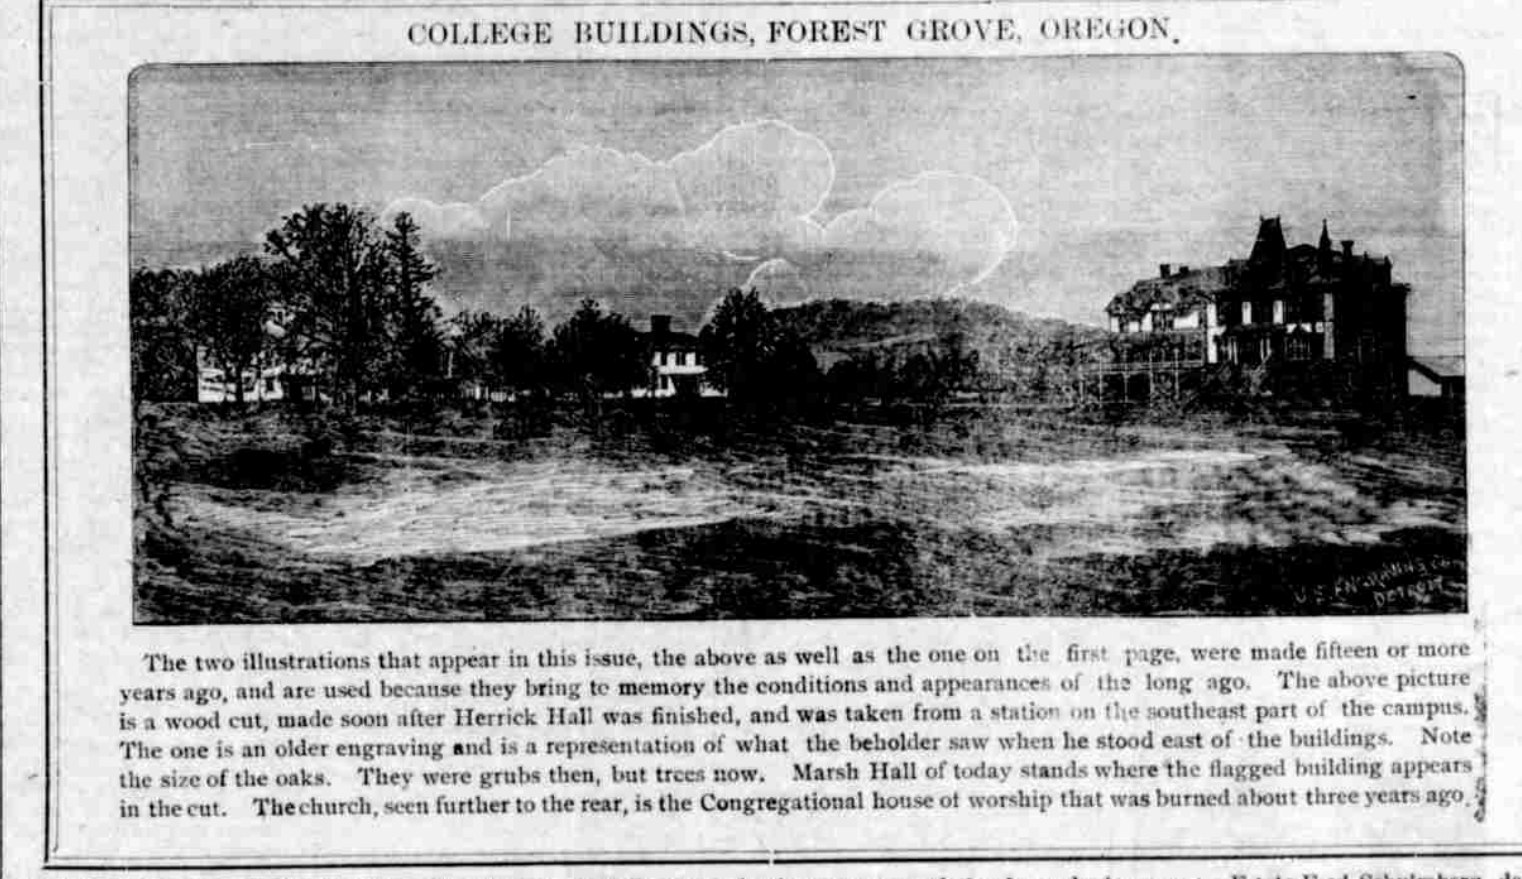 COLLEGE BUILDINGS, FOREST GROVE, OREGON.
DETROIT
The two illustrations that appear in this issue, the above as well as the one on the first page, were made fifteen or more
years ago, and are used because they bring to memory the conditions and appearances of the long ago. The above picture
is a wood cut, made soon after Herrick Hall was finished, and was taken from a station on the southeast part of the campus.
The one is an older engraving and is a representation of what the beholder saw when he stood east of the buildings. Note
the size of the oaks. They were grubs then, but trees now. Marsh Hall of today stands where the flagged building appears
in the cut. The church, seen further to the rear, is the Congregational house of worship that was burned about three years ago.